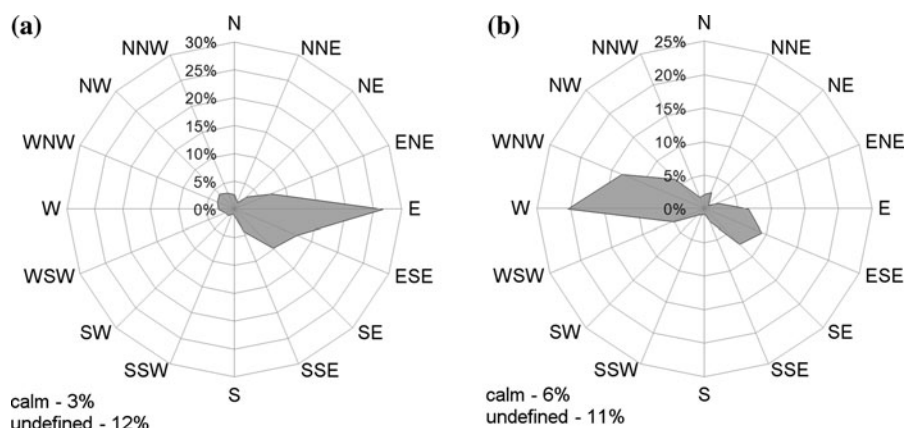 (a)
N
NNE
NE
ENE
E
ESE
SE
SSE
S
SSW
SW
WSW
W
WNW
NW
NNW
30%
25%
20%
15%
10%
5%
0%
calm - 3%
undefined - 12%
(b)
N
NNE
NE
ENE
E
ESE
SE
SSE
S
SSW
SW
WSW
W
WNW
NW
NNW
25%
20%
15%
10%
5%
0%
calm - 6%
undefined - 11%